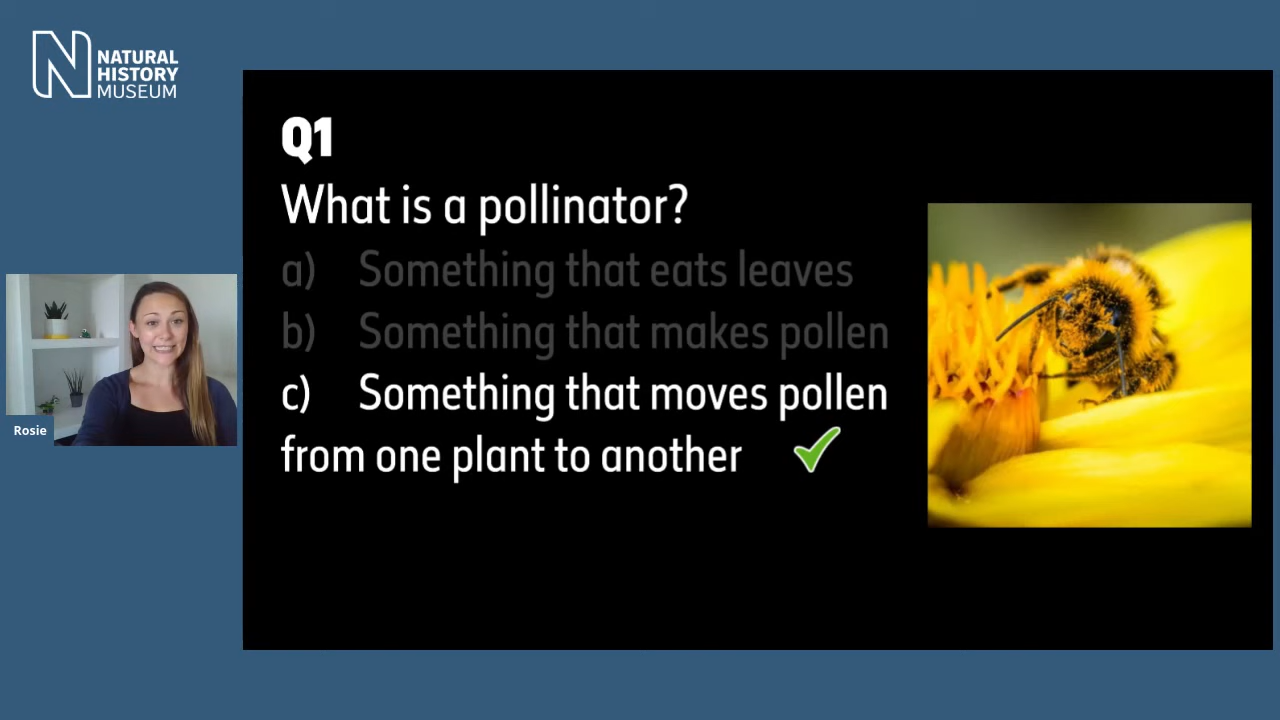 NATURAL
HISTORY
MUSEUM
Q1
What is a pollinator?
a) Something that eats leaves
b) Something that makes pollen
c) Something that moves pollen
from one plant to another
Rosie